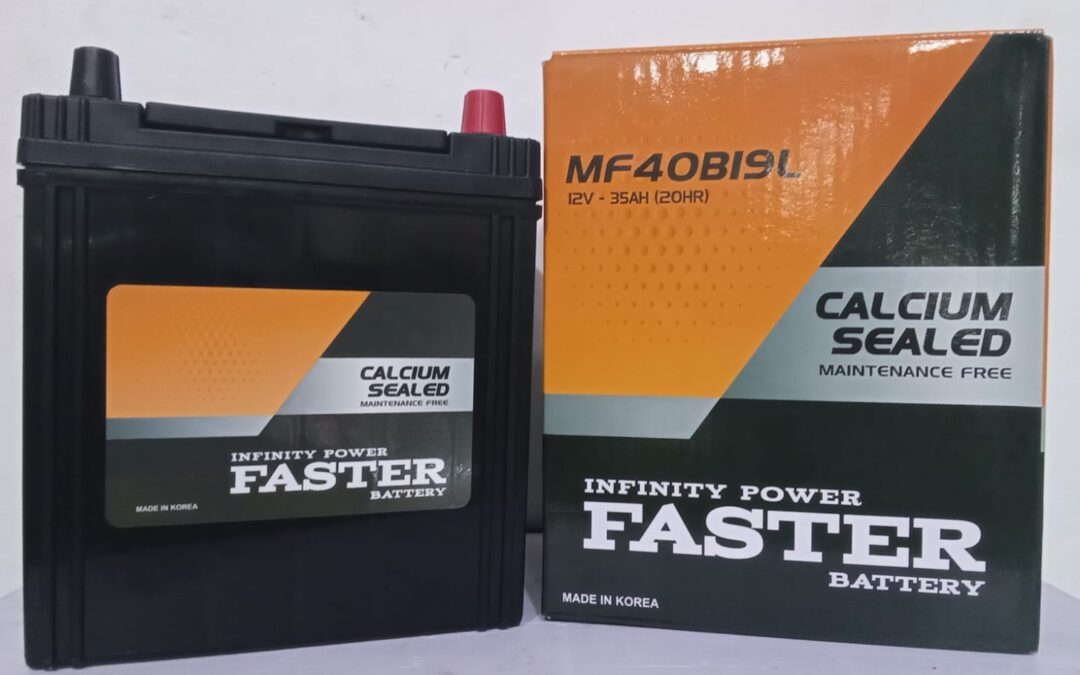 CALCIUM
SEALED
MAINTENANCE FREE
INFINITY POWER
FASTER
BATTERY
MADE IN KOREA
MF40B19L
12V - 35AH (20HR)
CALCIUM
SEALED
MAINTENANCE FREE
INFINITY POWER
FASTER
BATTERY
MADE IN KOREA